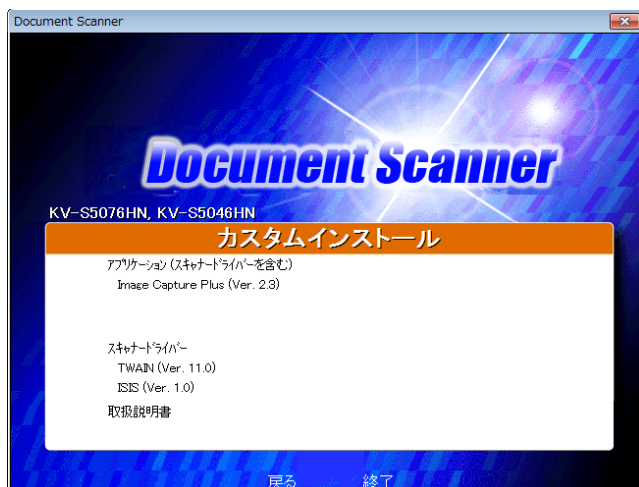 Document Scanner
Document Scanner
KV-S5076HN, KV-S5046HN
カスタムインストール
アプリケーション (スキャナードライバーを含む)
Image Capture Plus (Ver. 2.3)
スキャナードライバー
TWAIN (Ver. 11.0)
ISIS (Ver. 1.0)
取扱説明書
戻る 終了